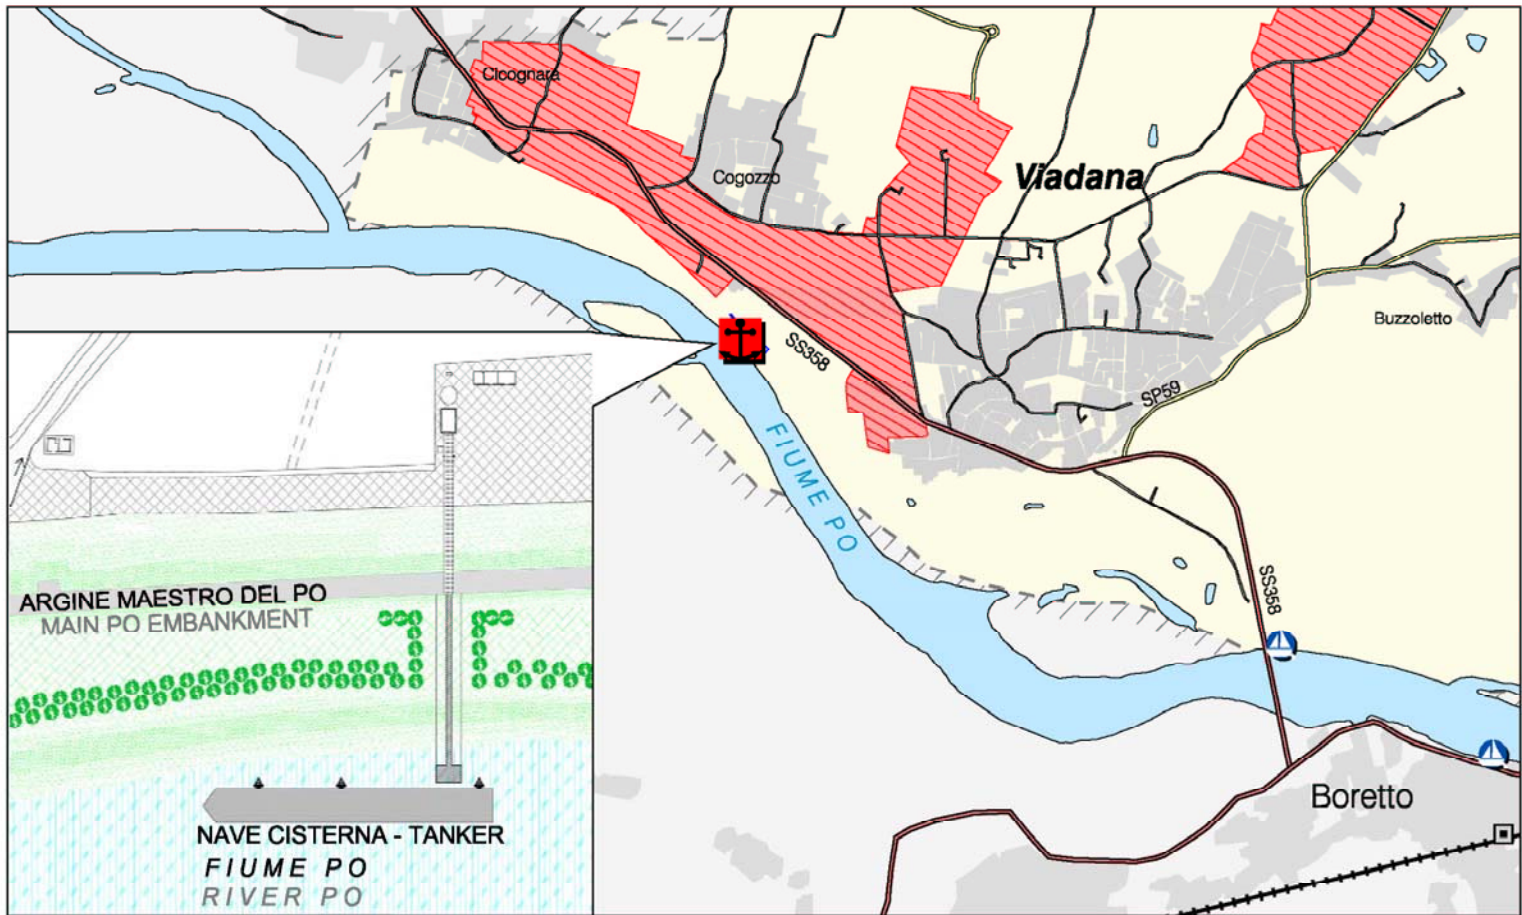 Cicognara
Cogozzo
Viadana
Buzzoletto
SS358
SP59
FIUME PO
SS358
Boretto
ARGINE MAESTRO DEL PO
MAIN PO EMBANKMENT
NAVE CISTERNA - TANKER
FIUME PO
RIVER PO